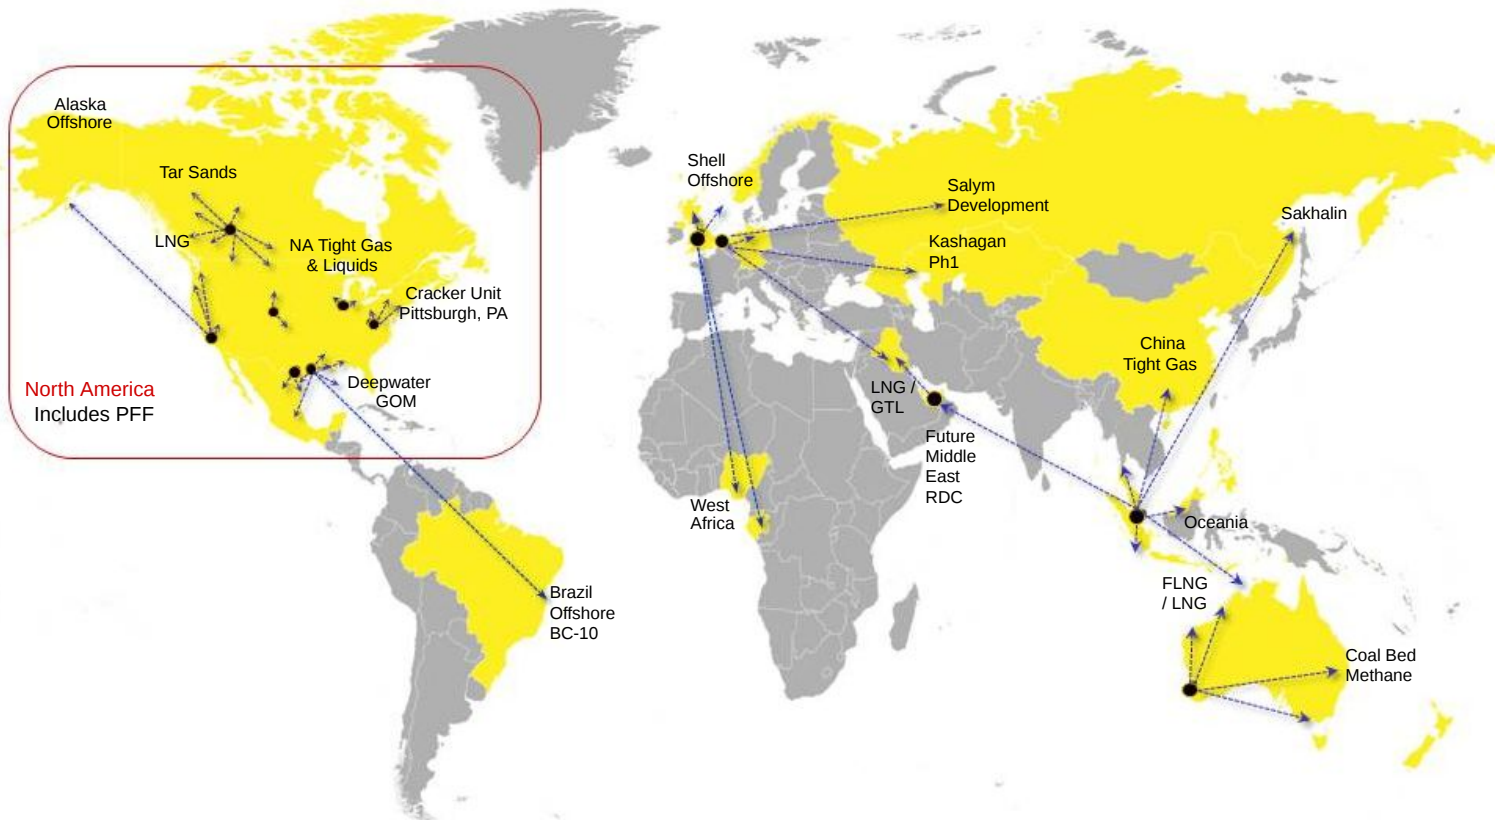 Alaska
Offshore
Tar Sands
LNG
NA Tight Gas
& Liquids
Cracker Unit
Pittsburgh, PA
North America
Includes PFF
Deepwater
GOM
Brazil
Offshore
BC-10
Shell
Offshore
Salym
Development
Kashagan
Ph1
Sakhalin
China
Tight Gas
LNG /
GTL
Future
Middle
East
RDC
West
Africa
Oceania
FLNG
/ LNG
Coal Bed
Methane